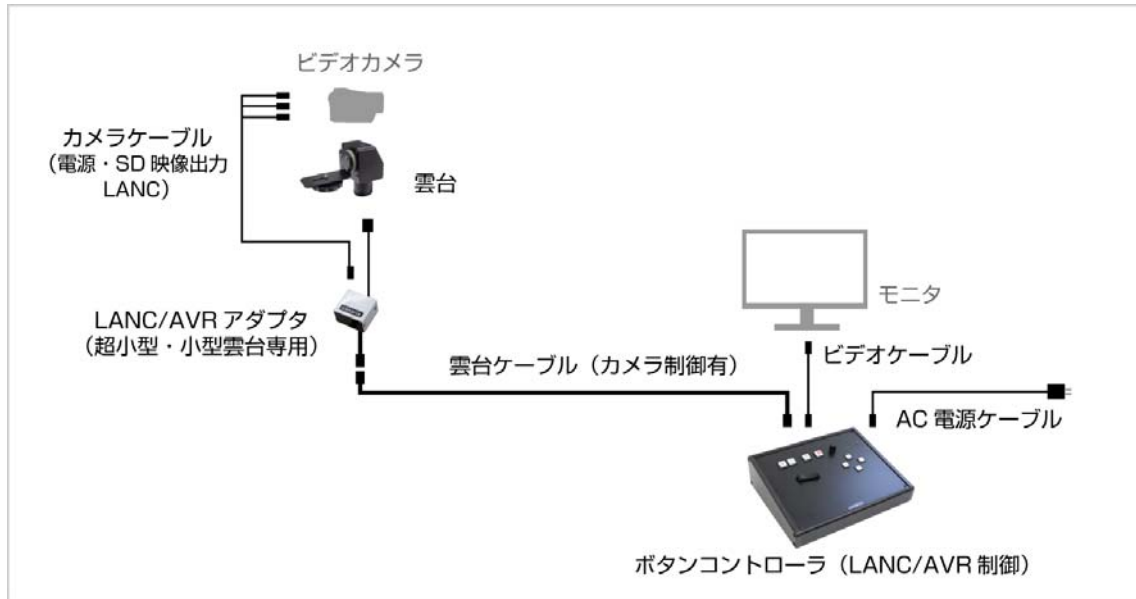 ビデオカメラ
カメラケーブル
（電源・SD 映像出力
LANC）
雲台
LANC/AVR アダプタ
（超小型・小型雲台専用）
モニタ
ビデオケーブル
雲台ケーブル（カメラ制御有）
AC 電源ケーブル
ボタンコントローラ（LANC/AVR 制御）